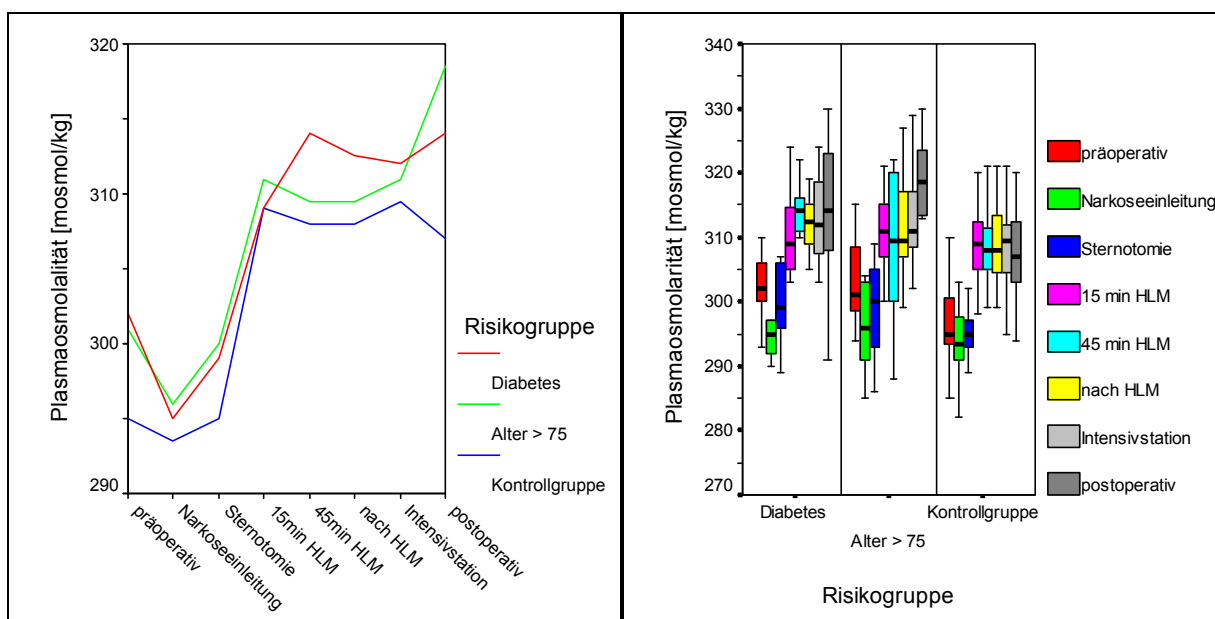 Plasmaosmolalität [mosmol/kg]
320
310
300
290
präoperativ
Narkoseeinleitung
Sternotomie
15min HLM
45min HLM
nach HLM
Intensivstation
postoperativ
Risikogruppe
Diabetes
Alter > 75
Kontrollgruppe
Plasmaosmolarität [mosmol/kg]
340
330
320
310
300
290
280
270
Diabetes
Alter > 75
Kontrollgruppe
Risikogruppe
präoperativ
Narkoseeinleitung
Sternotomie
15 min HLM
45 min HLM
nach HLM
Intensivstation
postoperativ